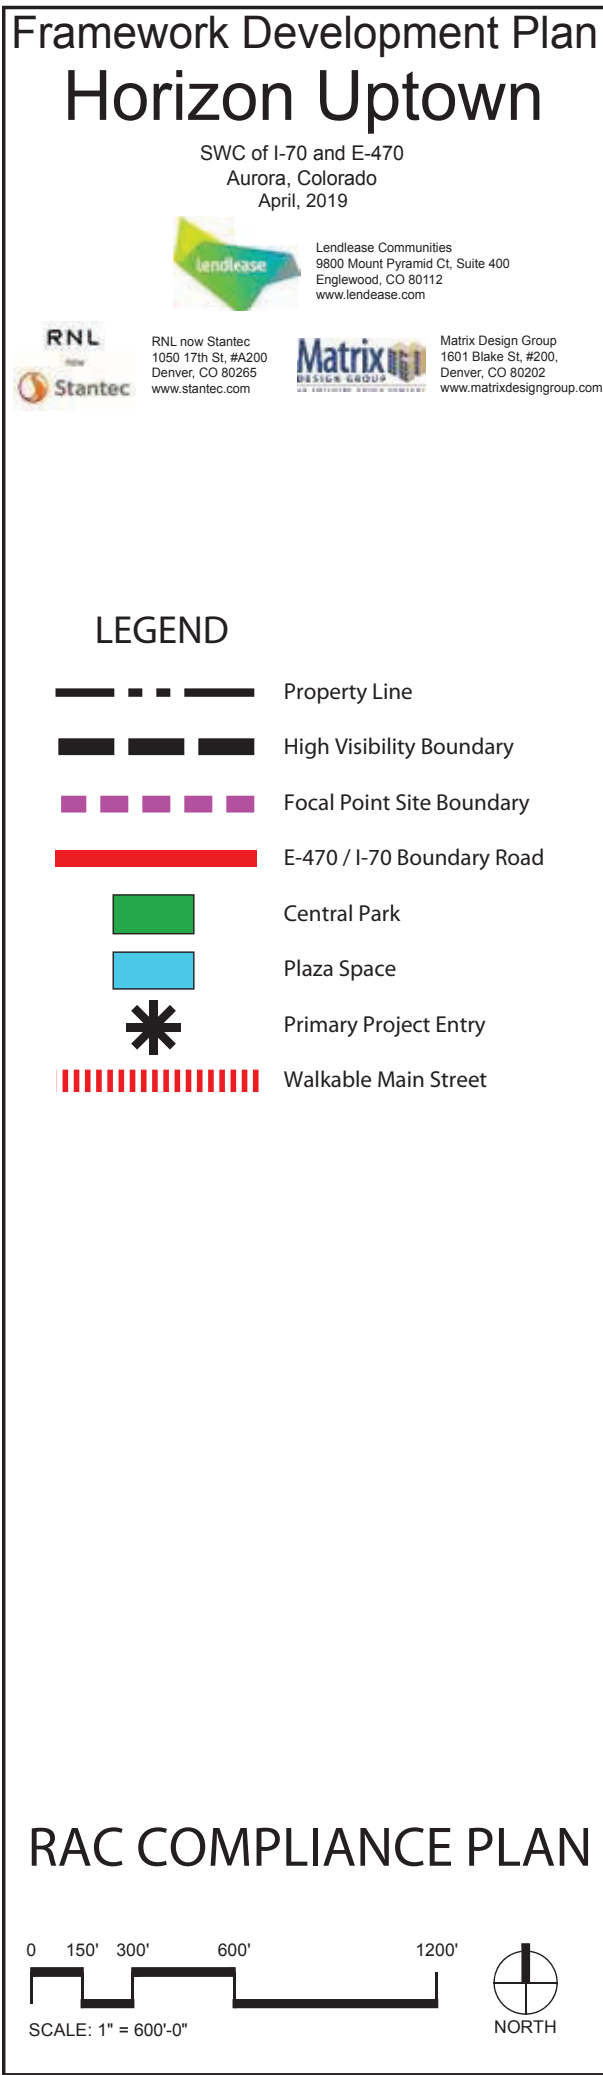 Framework Development Plan
Horizon Uptown
SWC of I-70 and E-470
Aurora, Colorado
April, 2019
lendlease
Lendlease Communities
9800 Mount Pyramid Ct, Suite 400
Englewood, CO 80112
www.lendease.com
RNL
now
Stantec
RNL now Stantec
1050 17th St, #A200
Denver, CO 80265
www.stantec.com
Matrix
DESIGN GROUP
Matrix Design Group
1601 Blake St, #200,
Denver, CO 80202
www.matrixdesigngroup.com
LEGEND
Property Line
High Visibility Boundary
Focal Point Site Boundary
E-470 / I-70 Boundary Road
Central Park
Plaza Space
Primary Project Entry
Walkable Main Street
RAC COMPLIANCE PLAN
0 150' 300' 600' 1200'
SCALE: 1" = 600'-0"
NORTH